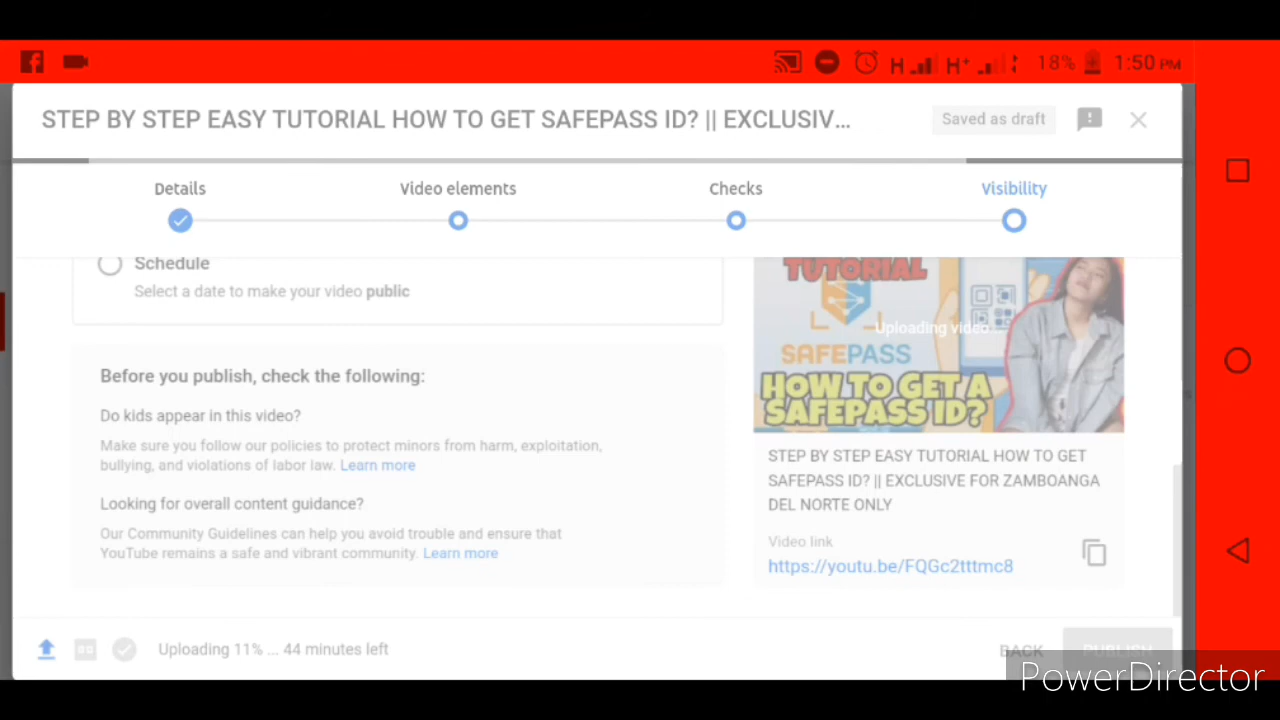 H H+ 18% 1:50 PM
STEP BY STEP EASY TUTORIAL HOW TO GET SAFEPASS ID? || EXCLUSIV...
Saved as draft
Details
Video elements
Checks
Visibility
Schedule
Select a date to make your video public
Before you publish, check the following:
Do kids appear in this video?
Make sure you follow our policies to protect minors from harm, exploitation,
bullying, and violations of labor law. Learn more
Looking for overall content guidance?
Our Community Guidelines can help you avoid trouble and ensure that
YouTube remains a safe and vibrant community. Learn more
TUTORIAL
Uploading video...
SAFEPASS
HOW TO GET A
SAFEPASS ID?
STEP BY STEP EASY TUTORIAL HOW TO GET
SAFEPASS ID? || EXCLUSIVE FOR ZAMBOANGA
DEL NORTE ONLY
Video link
https://youtu.be/FQGc2tttmc8
Uploading 11% ... 44 minutes left
BACK
PUBLISH
PowerDirector